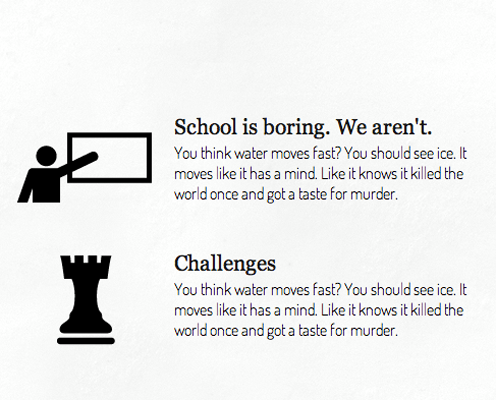 School is boring. We aren't.
You think water moves fast? You should see ice. It
moves like it has a mind. Like it knows it killed the
world once and got a taste for murder.
Challenges
You think water moves fast? You should see ice. It
moves like it has a mind. Like it knows it killed the
world once and got a taste for murder.